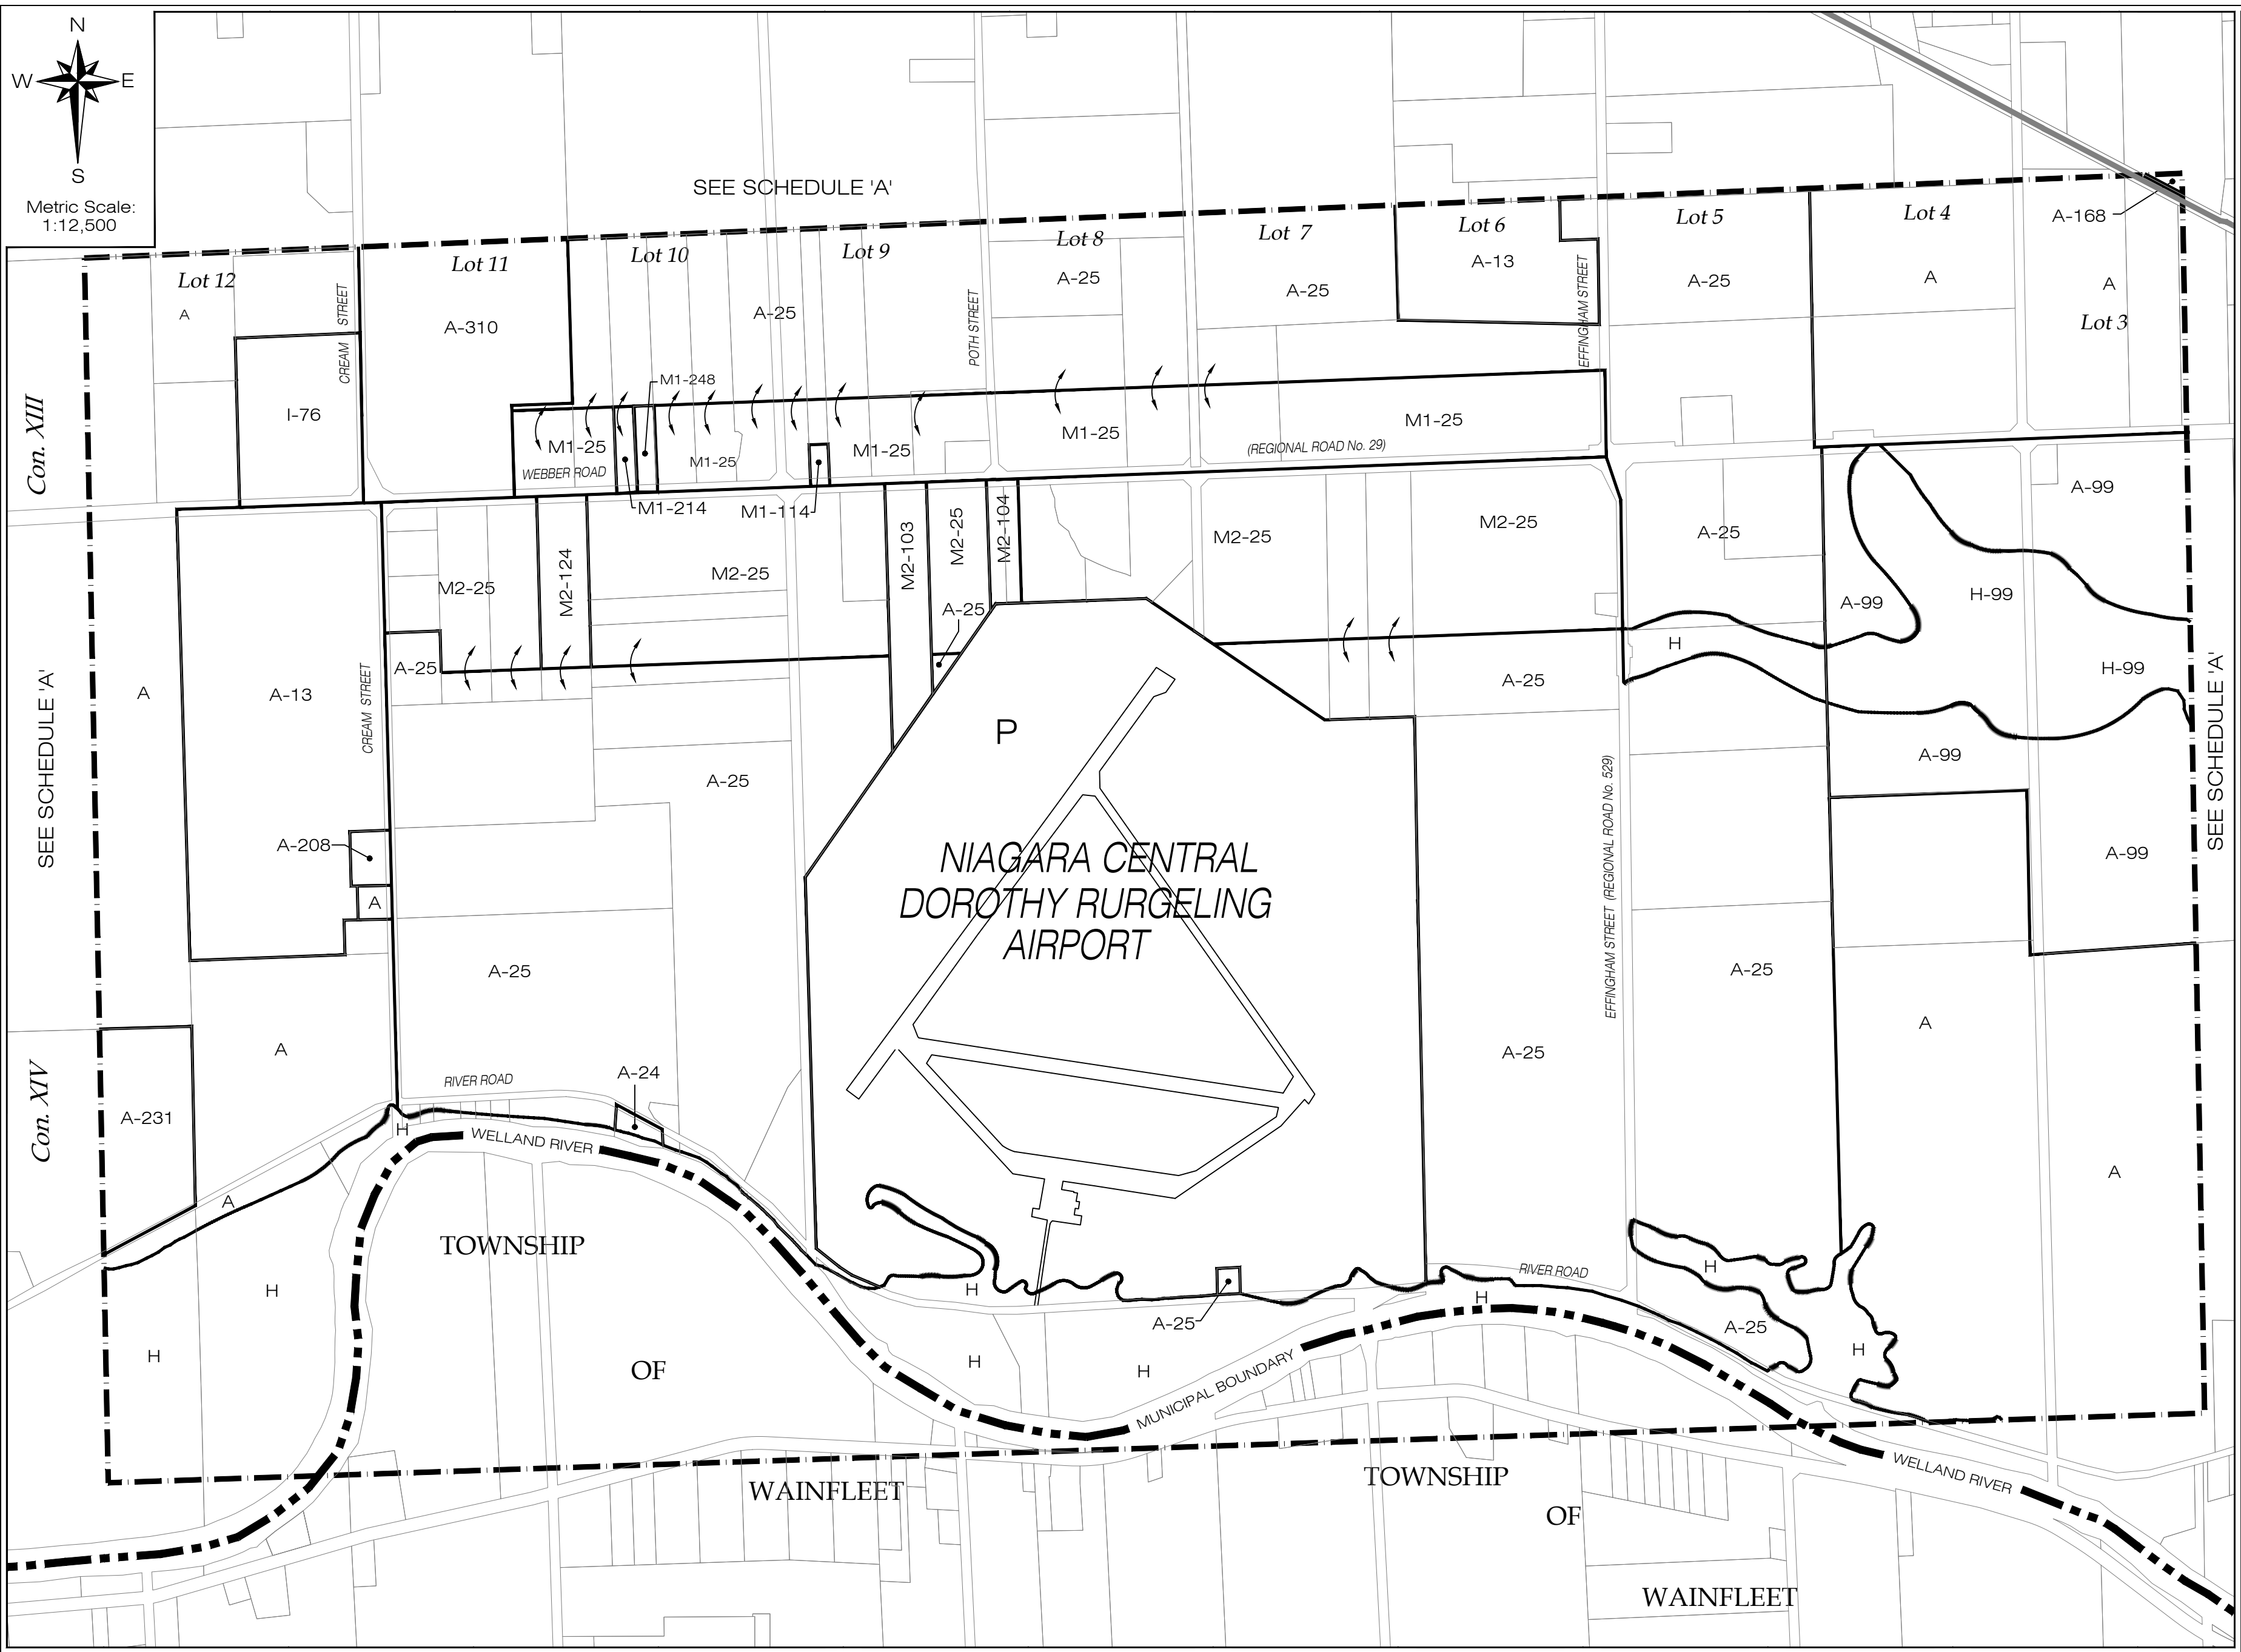 N
W E
S
Metric Scale:
1:12,500
SEE SCHEDULE 'A'
Lot 12
Lot 11
Lot 10
Lot 9
Lot 8
Lot 7
Lot 6
Lot 5
Lot 4
A-168
A
A-310
A-25
A-25
A-25
A-13
A-25
A
A
Lot 3
CREAM STREET
POTH STREET
EFFINGHAM STREET
Con. XIII
I-76
M1-248
M1-25
M1-25
M1-25
M1-25
M1-25
WEBBER ROAD
(REGIONAL ROAD No. 29)
M1-214
M1-114
M2-25
M2-124
M2-25
M2-103
M2-25
M2-104
M2-25
M2-25
A-25
A-99
A-99
H-99
H
H-99
A-25
A-25
A-25
A-99
A-99
SEE SCHEDULE 'A'
A
A-13
CREAM STREET
A-25
P
NIAGARA CENTRAL
DOROTHY RURGELING
AIRPORT
EFFINGHAM STREET (REGIONAL ROAD No. 529)
SEE SCHEDULE 'A'
A-208
A
A-25
A-25
A
A
A-25
Con. XIV
A-231
RIVER ROAD
A-24
H
WELLAND RIVER
A
A
H
H
TOWNSHIP
OF
WAINFLEET
H
H
H
A-25
H
RIVER ROAD
H
A-25
H
MUNICIPAL BOUNDARY
WELLAND RIVER
TOWNSHIP
OF
WAINFLEET